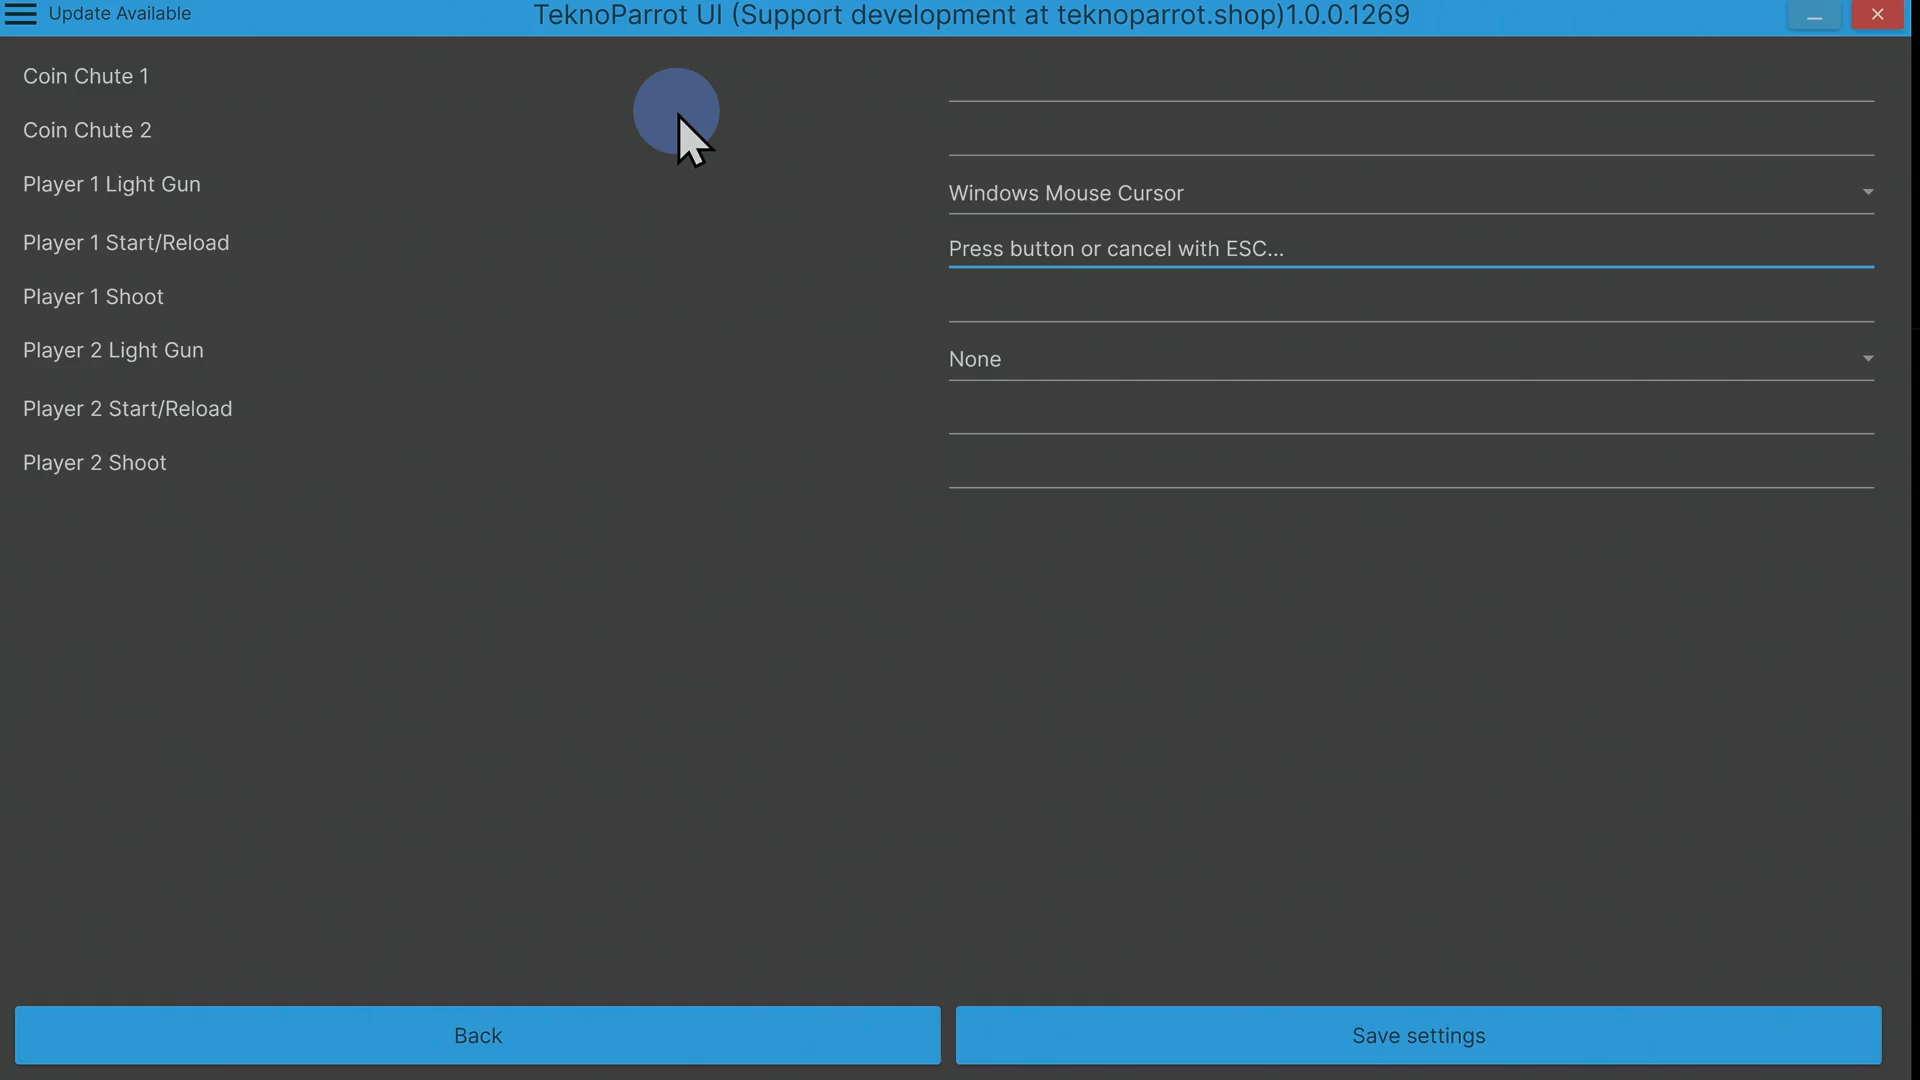 Update Available
TeknoParrot UI (Support development at teknoparrot.shop)1.0.0.1269
Coin Chute 1
Coin Chute 2
Player 1 Light Gun
Windows Mouse Cursor
Player 1 Start/Reload
Press button or cancel with ESC...
Player 1 Shoot
Player 2 Light Gun
None
Player 2 Start/Reload
Player 2 Shoot
Back
Save settings